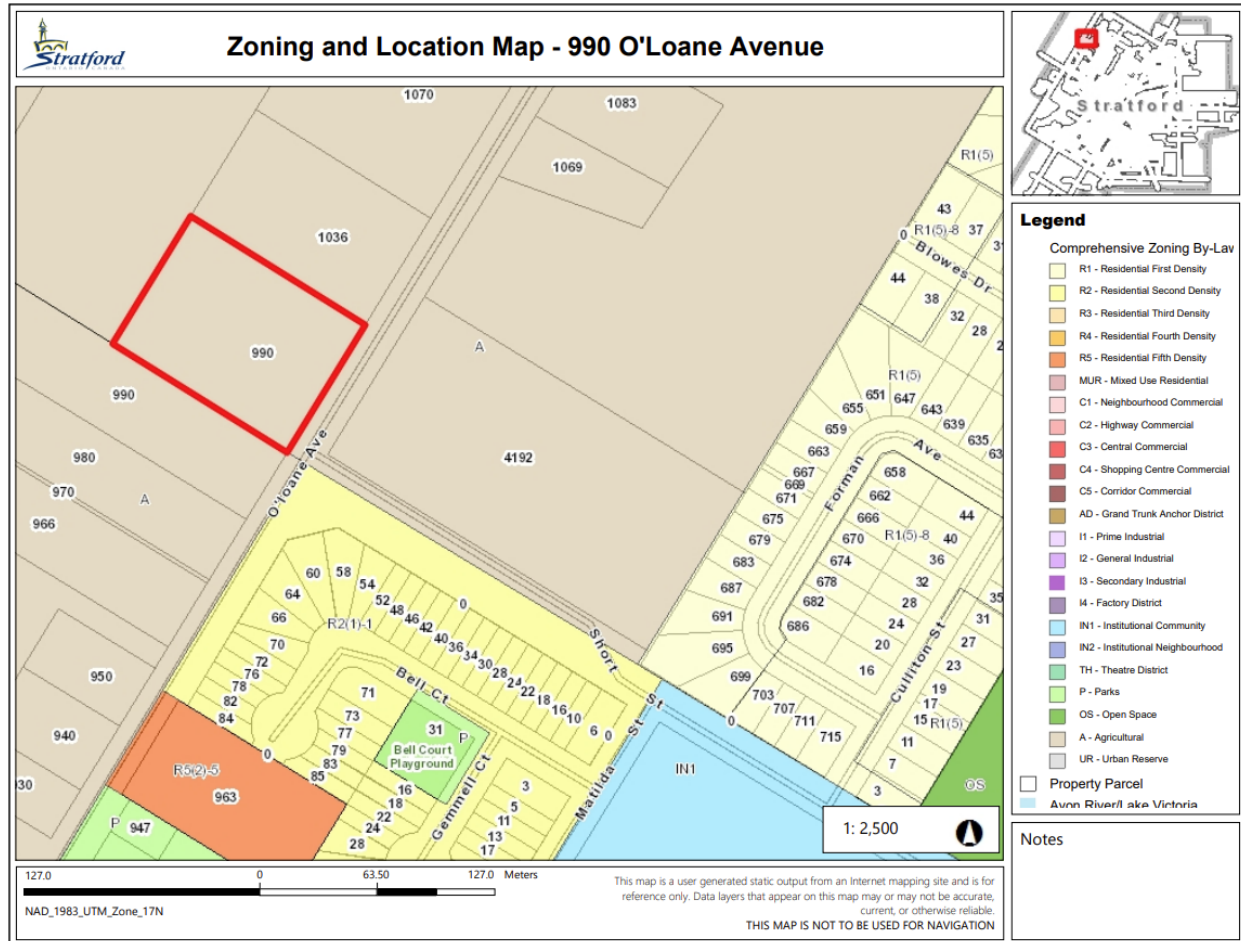 Stratford
ONTARIO CANADA
Zoning and Location Map - 990 O'Loane Avenue
Stratford
1070
1083
1069
1036
990
990
980
970
966
A
A
4192
950
940
930
O'loane Ave
R1(5)
43
R1(5)-8
37
0
Blowes Dr
44
38
32
28
R1(5)
651
647
655
643
659
639
635
663
667
669
671
675
679
683
687
691
695
699
Forman Ave
658
662
666
670
674
678
682
686
R1(5)-8
44
40
36
32
28
24
20
16
Culliton St
35
31
27
23
19
17
15
R1(5)
11
7
3
703
707
711
715
0
60
58
54
52
48
46
42
40
36
34
30
28
24
22
18
16
10
6
0
0
64
66
70
72
76
78
82
84
R2(1)-1
Bell Ct
71
73
77
79
83
85
0
31
P
Bell Court
Playground
16
18
22
24
28
Gemmell Ct
3
5
11
13
17
Short St
Matilda St
IN1
OS
R5(2)-5
963
P
947
1: 2,500
Legend
Comprehensive Zoning By-Law
R1 - Residential First Density
R2 - Residential Second Density
R3 - Residential Third Density
R4 - Residential Fourth Density
R5 - Residential Fifth Density
MUR - Mixed Use Residential
C1 - Neighbourhood Commercial
C2 - Highway Commercial
C3 - Central Commercial
C4 - Shopping Centre Commercial
C5 - Corridor Commercial
AD - Grand Trunk Anchor District
I1 - Prime Industrial
I2 - General Industrial
I3 - Secondary Industrial
I4 - Factory District
IN1 - Institutional Community
IN2 - Institutional Neighbourhood
TH - Theatre District
P - Parks
OS - Open Space
A - Agricultural
UR - Urban Reserve
Property Parcel
Avon River/Lake Victoria
Notes
127.0
0
63.50
127.0
Meters
NAD_1983_UTM_Zone_17N
This map is a user generated static output from an Internet mapping site and is for
reference only. Data layers that appear on this map may or may not be accurate,
current, or otherwise reliable.
THIS MAP IS NOT TO BE USED FOR NAVIGATION